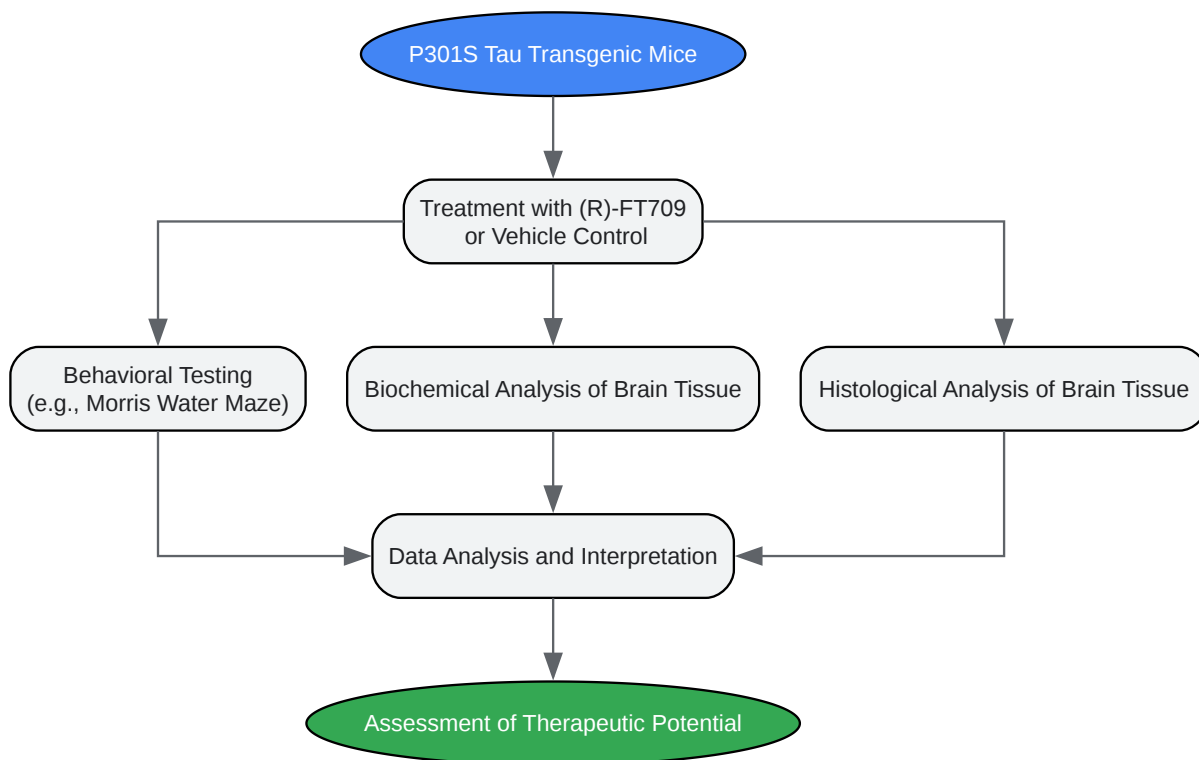 P301S Tau Transgenic Mice
Treatment with (R)-FT709
or Vehicle Control
Behavioral Testing
(e.g., Morris Water Maze)
Biochemical Analysis of Brain Tissue
Histological Analysis of Brain Tissue
Data Analysis and Interpretation
Assessment of Therapeutic Potential